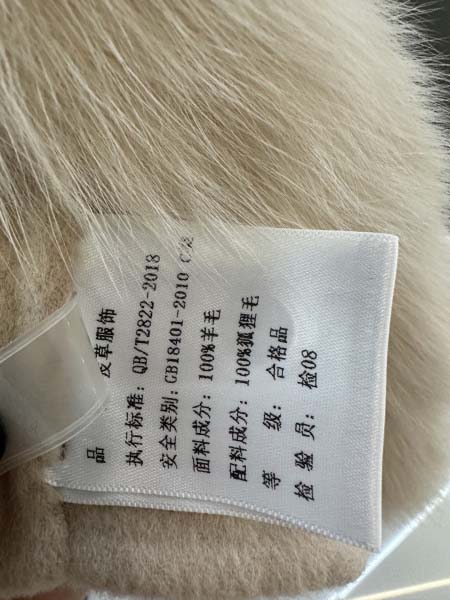 品 皮草服饰
执行标准：QB/T2822-2018
安全类别：GB18401-2010 C类
面料成分：100%羊毛
配料成分：100%狐狸毛
等 级：合格品
检 验 员：检08